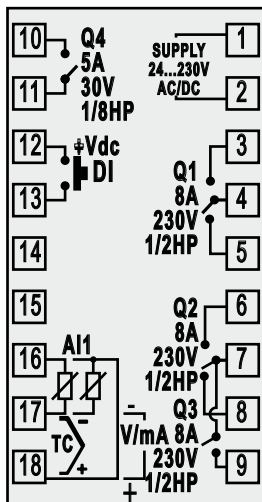 10
Q4
5A
30V
1/8HP
11
SUPPLY
24...230V
AC/DC
1
2
12
+Vdc
DI
13
3
Q1
8A
230V
1/2HP
4
5
14
15
6
Q2
8A
230V
1/2HP
7
8
Q3
8A
230V
1/2HP
9
16
AI1
17
TC
-
+
18
-
V/mA
+